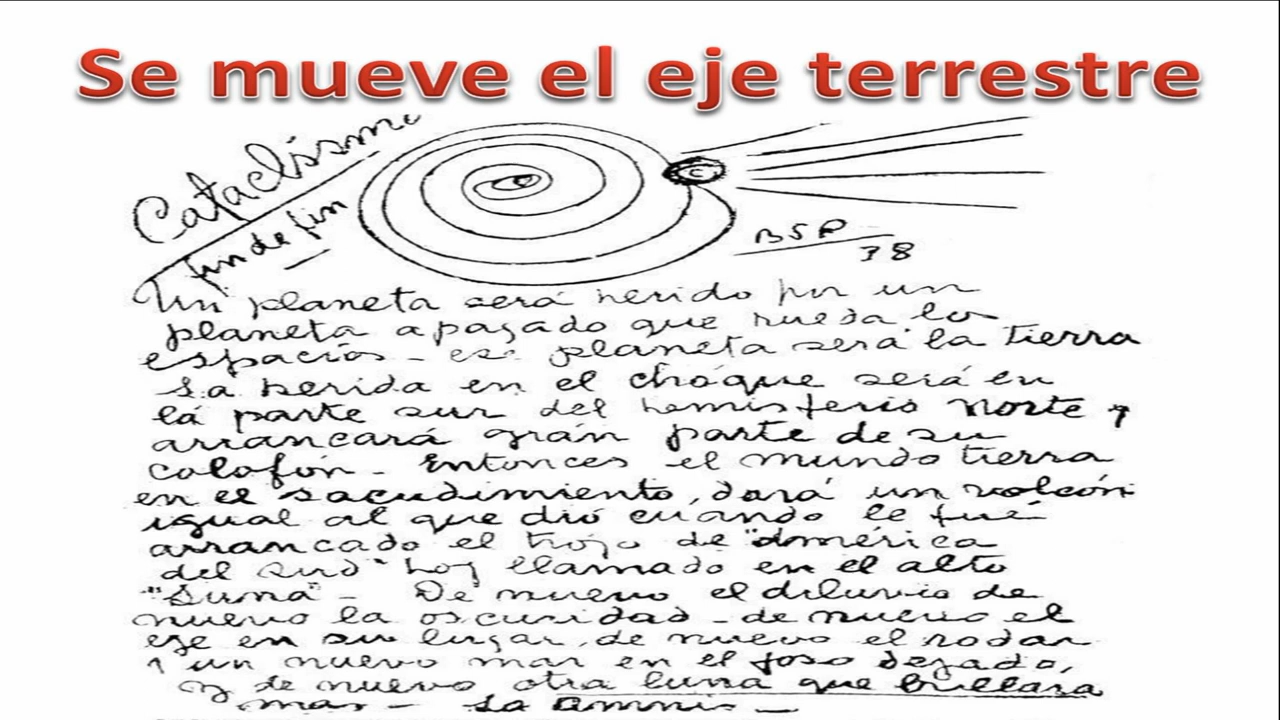 Se mueve el eje terrestre
Cataclismo
fin de fin
BSP
38
Un planeta será herido por un
planeta apagado que rueda los
espacios - ese planeta será la tierra
La herida en el choque será en
la parte sur del hemisferio Norte y
arrancará gran parte de su
colofón - Entonces el mundo tierra
en el sacudimiento, dará un volcón
igual al que dió cuando le fué
arrancado el trojo de "América
del sud" hoy llamado en el alto
"Luna" - De nuevo el diluvio de
nuevo la oscuridad - de nuevo el
eje en su lugar, de nuevo el rodar
y un nuevo mar en el foso dejado,
y de nuevo otra luna que brillará
mas -